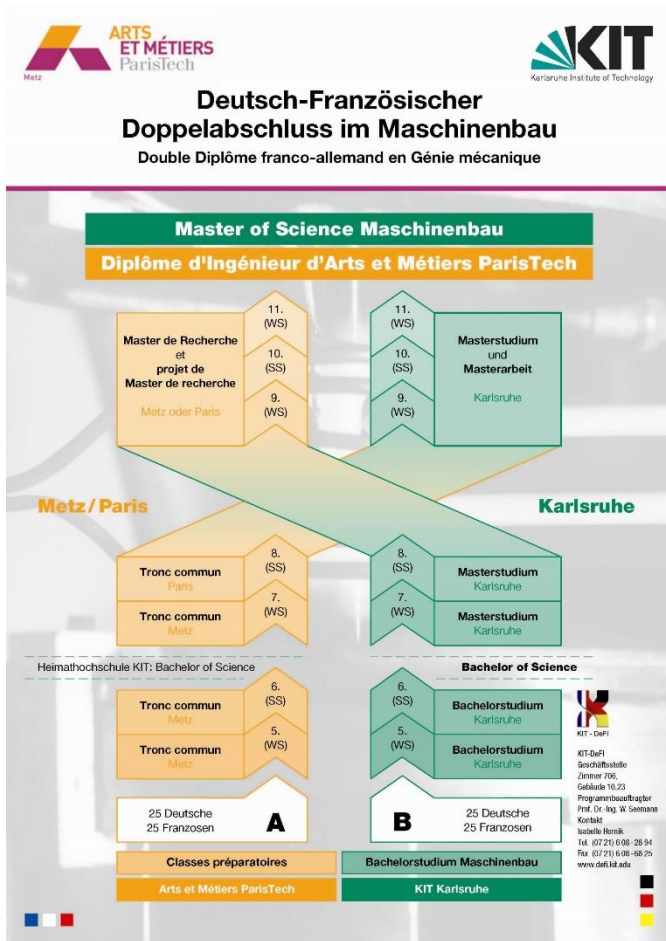 ARTS
ET MÉTIERS
ParisTech
Metz
KIT
Karlsruhe Institute of Technology
Deutsch-Französischer
Doppelabschluss im Maschinenbau
Double Diplôme franco-allemand en Génie mécanique
Master of Science Maschinenbau
Diplôme d'Ingénieur d'Arts et Métiers ParisTech
Master de Recherche
et
projet de
Master de recherche
Metz oder Paris
11.
(WS)
10.
(SS)
9.
(WS)
11.
(WS)
10.
(SS)
9.
(WS)
Masterstudium
und
Masterarbeit
Karlsruhe
Metz/Paris
Karlsruhe
Tronc commun
Paris
8.
(SS)
8.
(SS)
Masterstudium
Karlsruhe
Tronc commun
Metz
7.
(WS)
7.
(WS)
Masterstudium
Karlsruhe
Heimathochschule KIT: Bachelor of Science
Bachelor of Science
Tronc commun
Metz
6.
(SS)
6.
(SS)
Bachelorstudium
Karlsruhe
Tronc commun
Metz
5.
(WS)
5.
(WS)
Bachelorstudium
Karlsruhe
25 Deutsche
25 Franzosen
A
B
25 Deutsche
25 Franzosen
Classes préparatoires
Bachelorstudium Maschinenbau
Arts et Métiers ParisTech
KIT Karlsruhe
KIT - DeFI
KIT-DeFI
Geschäftsstelle
Zimmer 706,
Gebäude 10.23
Programmbeauftragter
Prof. Dr.-Ing. W. Seemann
Kontakt
Isabelle Hornik
Tel. (07 21) 6 08 - 28 94
Fax (07 21) 6 08 - 68 25
www.defi.kit.edu